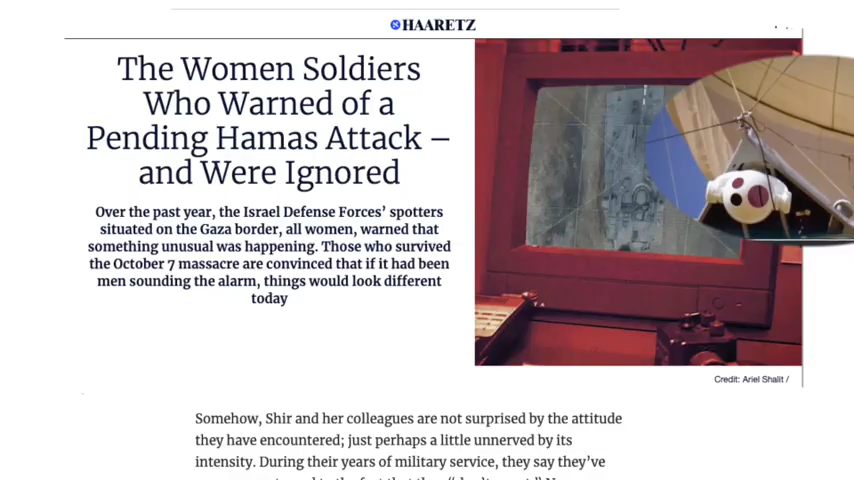 HAARETZ
The Women Soldiers
Who Warned of a
Pending Hamas Attack –
and Were Ignored
Over the past year, the Israel Defense Forces’ spotters
situated on the Gaza border, all women, warned that
something unusual was happening. Those who survived
the October 7 massacre are convinced that if it had been
men sounding the alarm, things would look different
today
Credit: Ariel Shalit /
Somehow, Shir and her colleagues are not surprised by the attitude
they have encountered; just perhaps a little unnerved by its
intensity. During their years of military service, they say they’ve